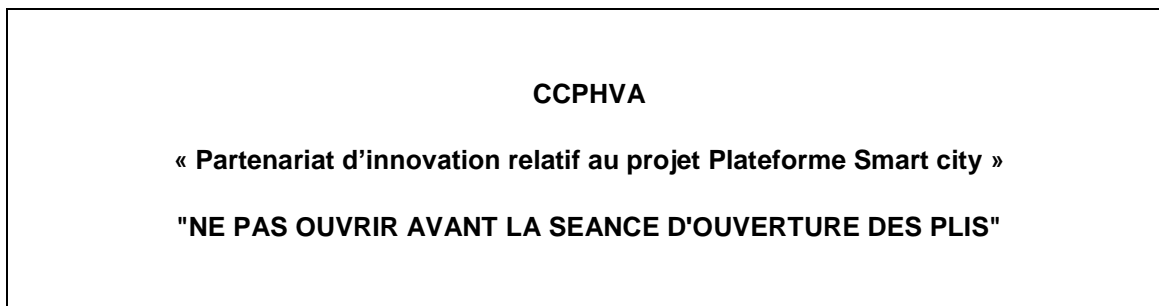 CCPHVA
« Partenariat d’innovation relatif au projet Plateforme Smart city »
"NE PAS OUVRIR AVANT LA SEANCE D'OUVERTURE DES PLIS"